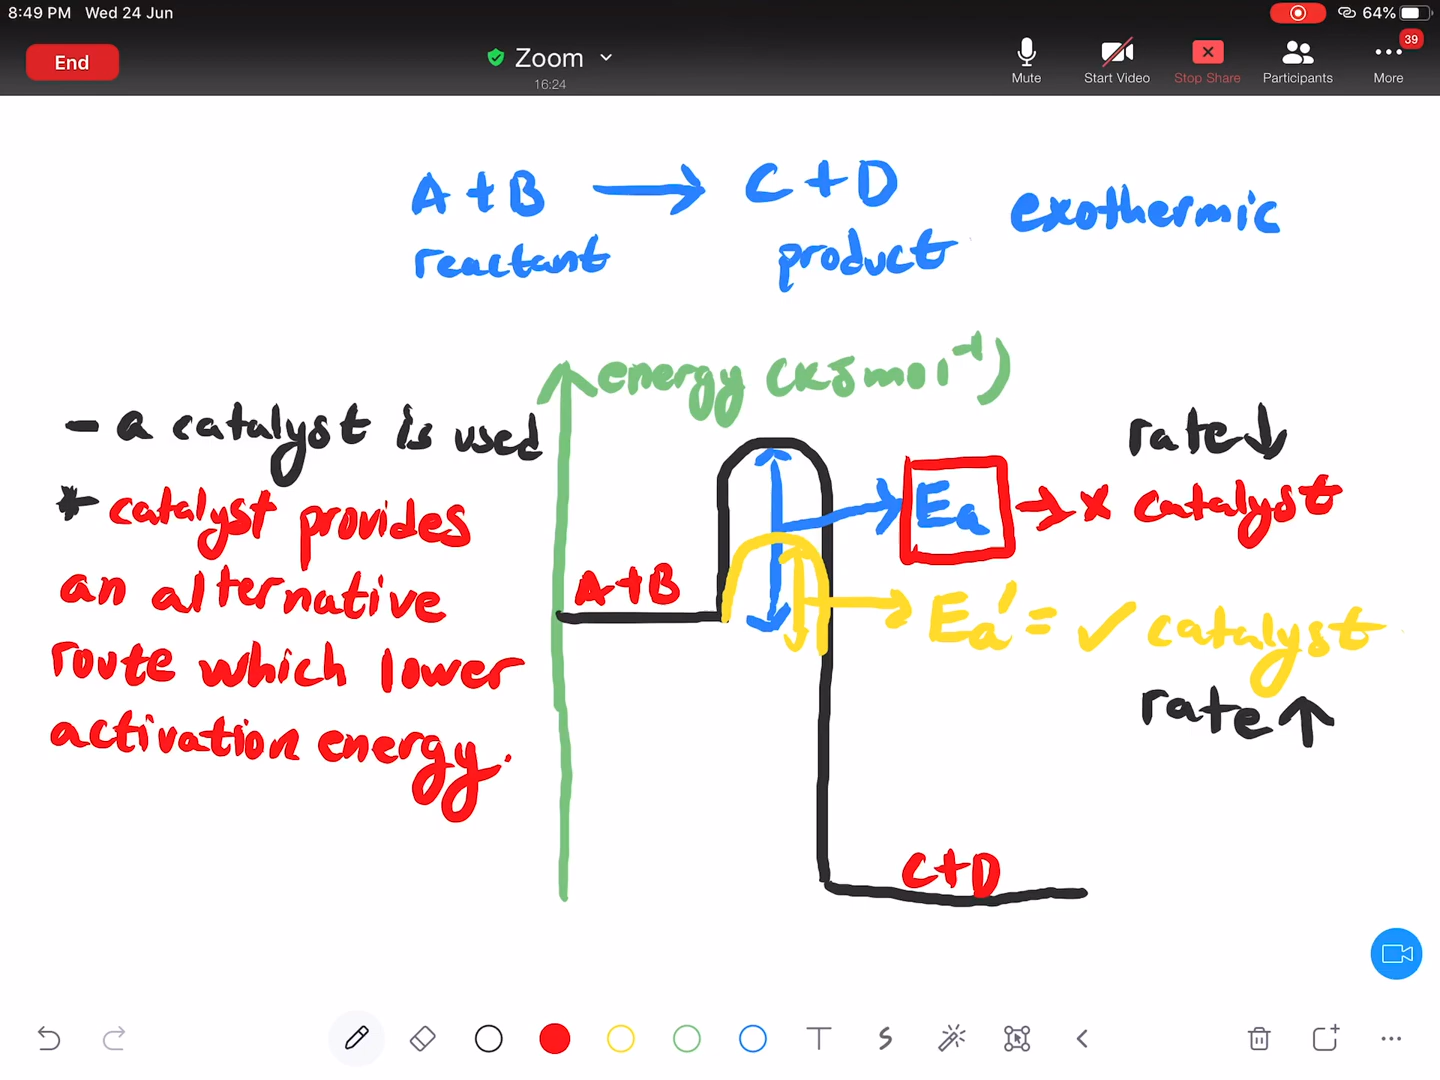 8:49 PM Wed 24 Jun
64%
End
Zoom
16:24
Mute
Start Video
Stop Share
Participants
39
More
A + B → C + D
exothermic
reactant
product
energy (kJ mol⁻¹)
- a catalyst is used
* catalyst provides
an alternative
route which lower
activation energy.
rate ↓
Ea → x catalyst
A+B
Ea' = ✓ catalyst
rate ↑
C+D
T